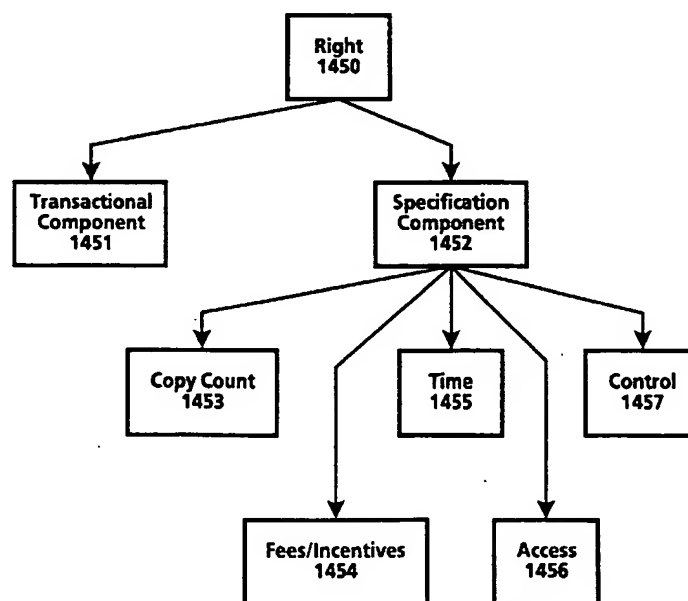 Right
1450
Transactional
Component
1451
Specification
Component
1452
Copy Count
1453
Time
1455
Control
1457
Fees/Incentives
1454
Access
1456